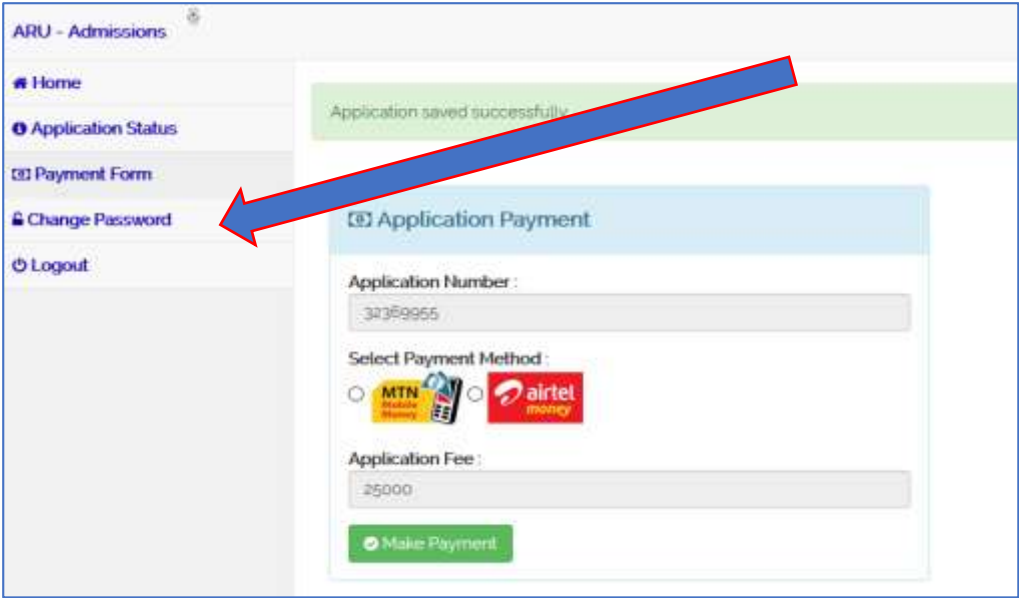 ARU - Admissions
Home
Application Status
Payment Form
Change Password
Logout
Application saved successfully
Application Payment
Application Number :
32369955
Select Payment Method :
MTN
Mobile
Money
airtel
money
Application Fee :
25000
Make Payment